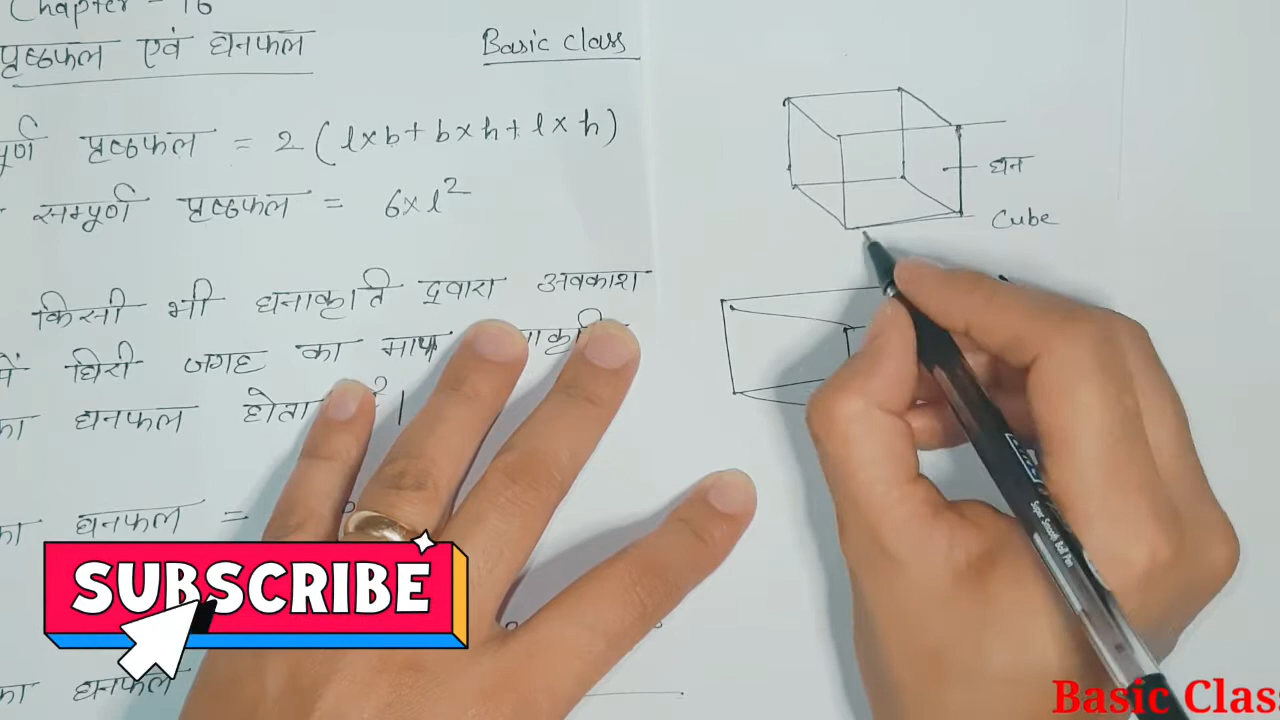 Chapter - 16
पृष्ठफल एवं घनफल
Basic class
पृष्ठफल = 2 (l×b + b×h + l×h)
सम्पूर्ण पृष्ठफल = 6×l²
घन
Cube
किसी भी घनाकृति द्वारा अवकाश
में घिरी जगह का माप
का घनफल होता है।
का घनफल =
SUBSCRIBE
का घनफल
Basic Clas